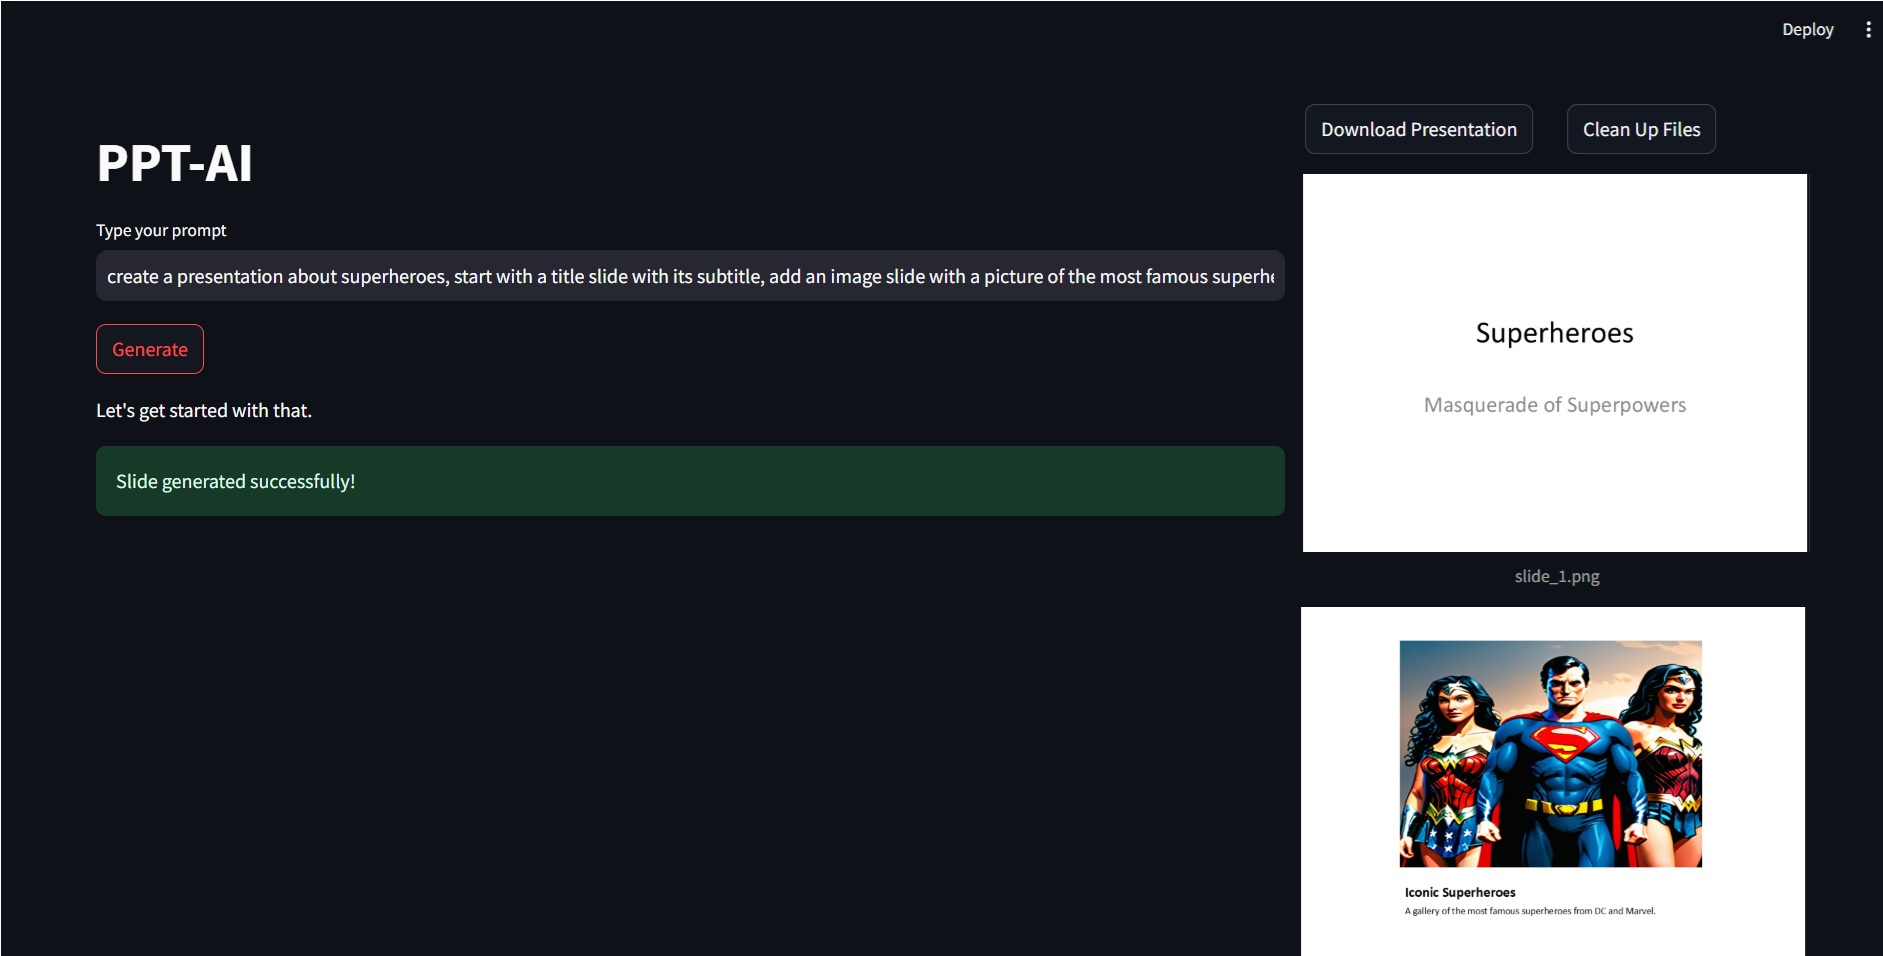 Deploy
Download Presentation
Clean Up Files
PPT-AI
Type your prompt
create a presentation about superheroes, start with a title slide with its subtitle, add an image slide with a picture of the most famous superhe
Generate
Let's get started with that.
Slide generated successfully!
Superheroes
Masquerade of Superpowers
slide_1.png
Iconic Superheroes
A gallery of the most famous superheroes from DC and Marvel.